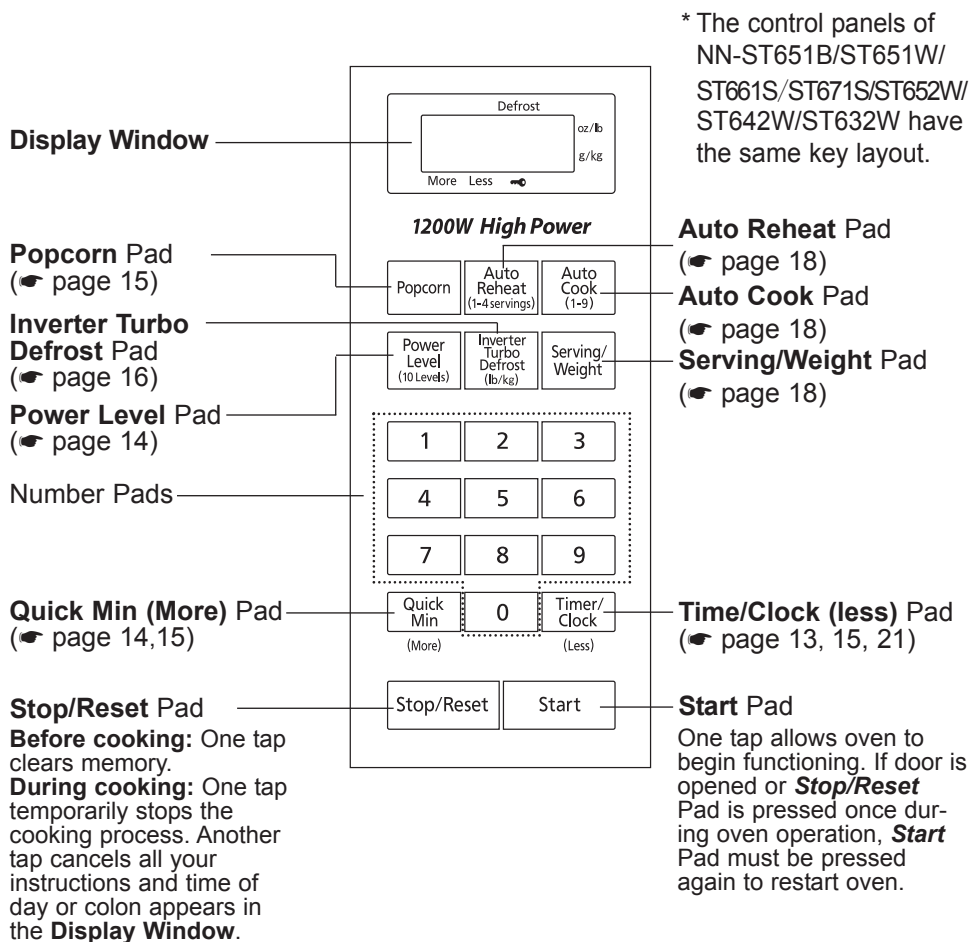 * The control panels of
NN-ST651B/ST651W/
ST661S/ST671S/ST652W/
ST642W/ST632W have
the same key layout.
Display Window
Defrost
oz/lb
g/kg
More Less
1200W High Power
Popcorn Pad
(☛ page 15)
Inverter Turbo
Defrost Pad
(☛ page 16)
Power Level Pad
(☛ page 14)
Number Pads
Popcorn
Auto
Reheat
(1-4 servings)
Auto
Cook
(1-9)
Power
Level
(10 Levels)
Inverter
Turbo
Defrost
(lb/kg)
Serving/
Weight
Auto Reheat Pad
(☛ page 18)
Auto Cook Pad
(☛ page 18)
Serving/Weight Pad
(☛ page 18)
1 2 3
4 5 6
7 8 9
Quick Min (More) Pad
(☛ page 14,15)
Quick
Min
(More)
0
Timer/
Clock
(Less)
Time/Clock (less) Pad
(☛ page 13, 15, 21)
Stop/Reset Start
Stop/Reset Pad
Before cooking: One tap
clears memory.
During cooking: One tap
temporarily stops the
cooking process. Another
tap cancels all your
instructions and time of
day or colon appears in
the Display Window.
Start Pad
One tap allows oven to
begin functioning. If door is
opened or Stop/Reset
Pad is pressed once dur-
ing oven operation, Start
Pad must be pressed
again to restart oven.